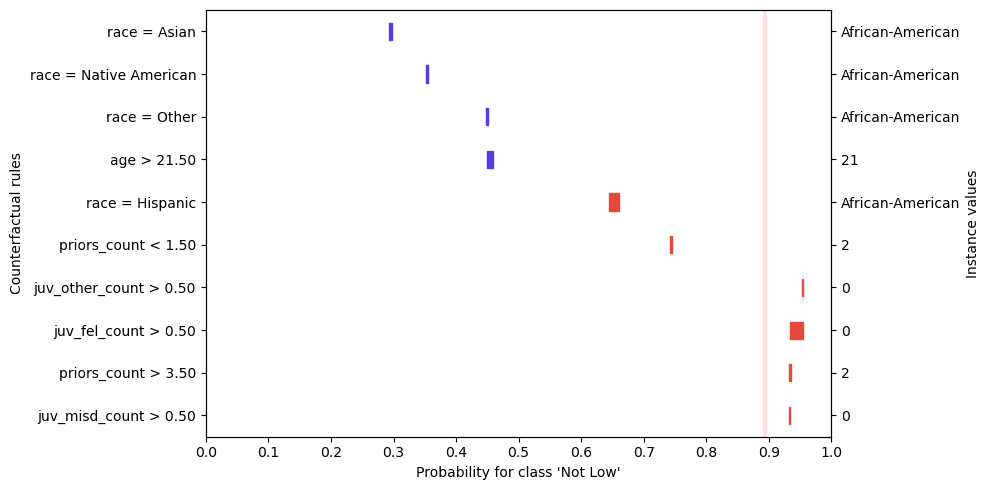 race = Asian African-American
race = Native American African-American
race = Other African-American
age > 21.50 21
race = Hispanic African-American
priors_count < 1.50 2
juv_other_count > 0.50 0
juv_fel_count > 0.50 0
priors_count > 3.50 2
juv_misd_count > 0.50 0
Counterfactual rules
Instance values
0.0 0.1 0.2 0.3 0.4 0.5 0.6 0.7 0.8 0.9 1.0
Probability for class 'Not Low'